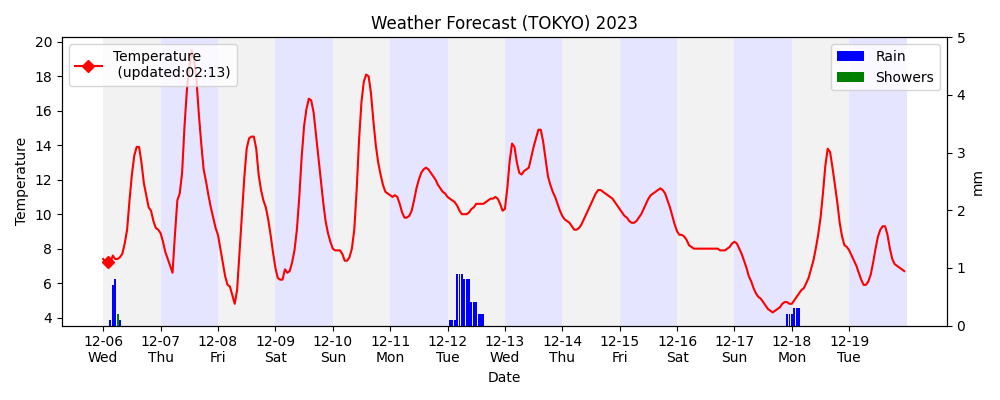 Weather Forecast (TOKYO) 2023
Temperature
(updated:02:13)
Rain
Showers
Temperature
20
18
16
14
12
10
8
6
4
5
4
3
2
1
0
mm
12-06 12-07 12-08 12-09 12-10 12-11 12-12 12-13 12-14 12-15 12-16 12-17 12-18 12-19
Wed Thu Fri Sat Sun Mon Tue Wed Thu Fri Sat Sun Mon Tue
Date